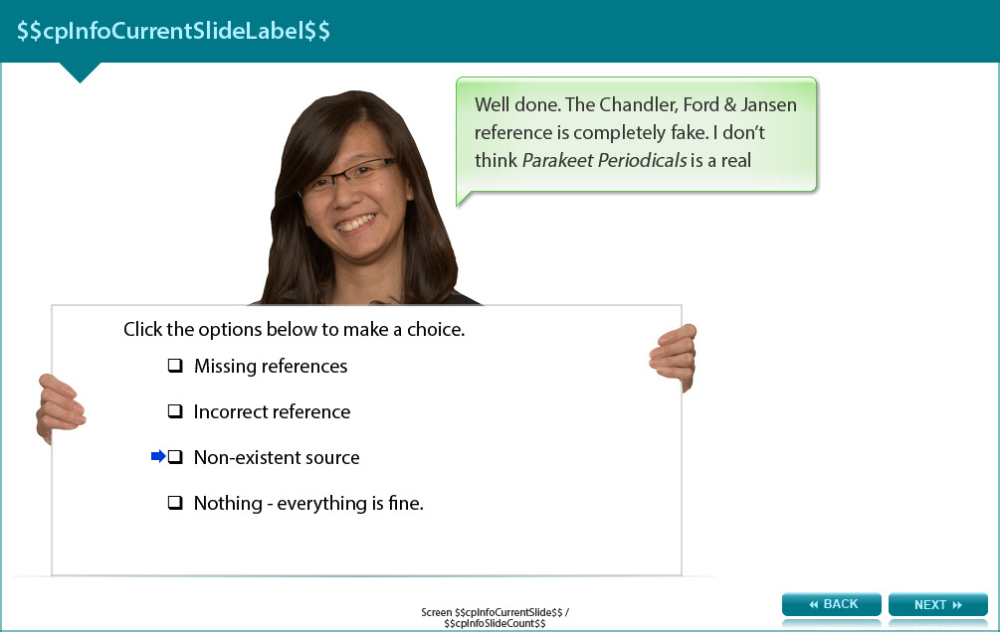 $$cpInfoCurrentSlideLabel$$
Well done. The Chandler, Ford & Jansen
reference is completely fake. I don’t
think Parakeet Periodicals is a real
Click the options below to make a choice.
Missing references
Incorrect reference
Non-existent source
Nothing - everything is fine.
Screen $$cpInfoCurrentSlide$$ /
$$cpInfoSlideCount$$
BACK
NEXT